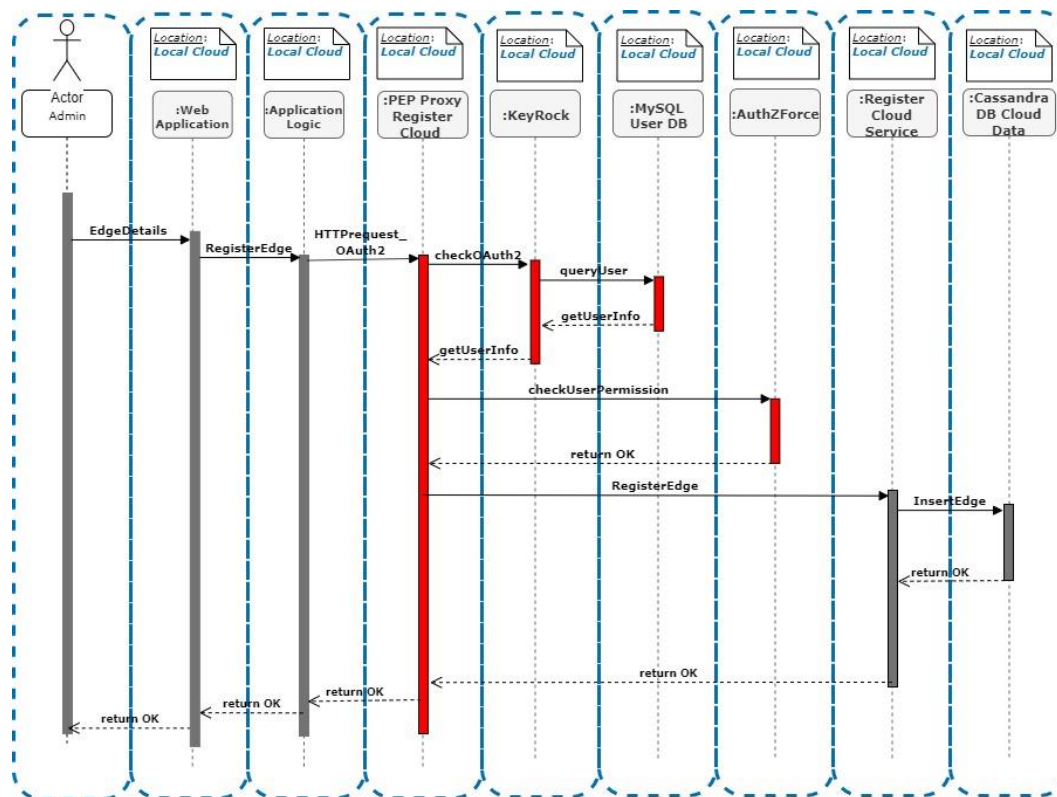 Location:
Local Cloud
Location:
Local Cloud
Location:
Local Cloud
Location:
Local Cloud
Location:
Local Cloud
Location:
Local Cloud
Location:
Local Cloud
Location:
Local Cloud
Actor
Admin
:Web
Application
:Application
Logic
:PEP Proxy
Register
Cloud
:KeyRock
:MySQL
User DB
:AuthZForce
:Register
Cloud
Service
:Cassandra
DB Cloud
Data
EdgeDetails
RegisterEdge
HTTPrequest_
OAuth2
checkOAuth2
queryUser
getUserInfo
getUserInfo
checkUserPermission
return OK
RegisterEdge
InsertEdge
return OK
return OK
return OK
return OK
return OK